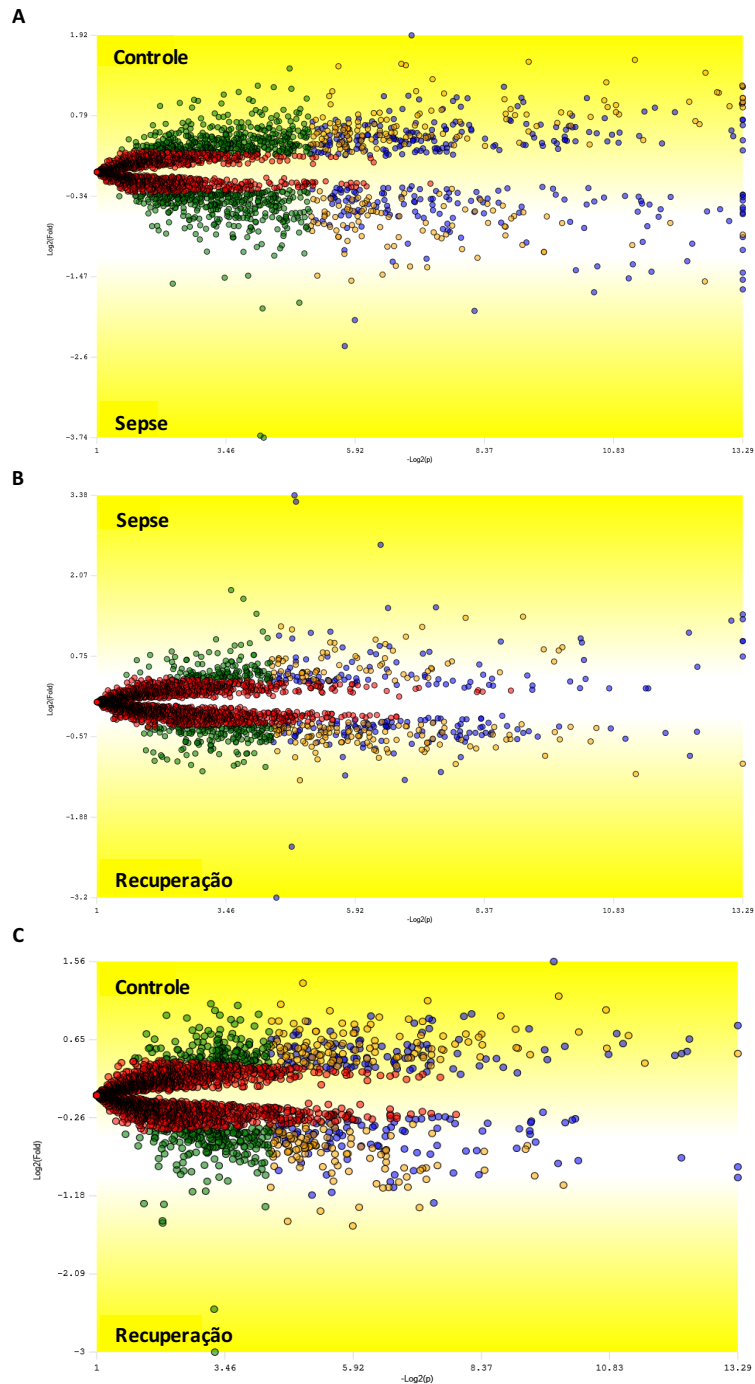 A
1.92
Controle
0.79
-0.34
Log2(Fold)
-1.47
-2.6
Sepse
-3.74
1
3.46
5.92
8.37
10.83
13.29
-Log2(p)
B
3.38
Sepse
2.07
0.75
Log2(Fold)
-0.57
-1.88
Recuperação
-3.2
1
3.46
5.92
8.37
10.83
13.29
-Log2(p)
C
1.56
Controle
0.65
-0.26
Log2(Fold)
-1.18
-2.09
Recuperação
-3
1
3.46
5.92
8.37
10.83
13.29
-Log2(p)